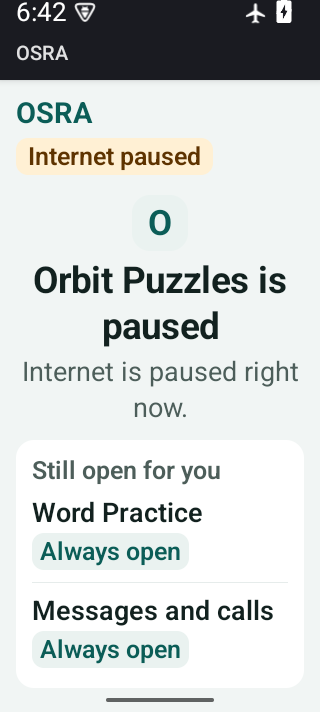 6:42
OSRA
OSRA
Internet paused
O
Orbit Puzzles is
paused
Internet is paused right
now.
Still open for you
Word Practice
Always open
Messages and calls
Always open